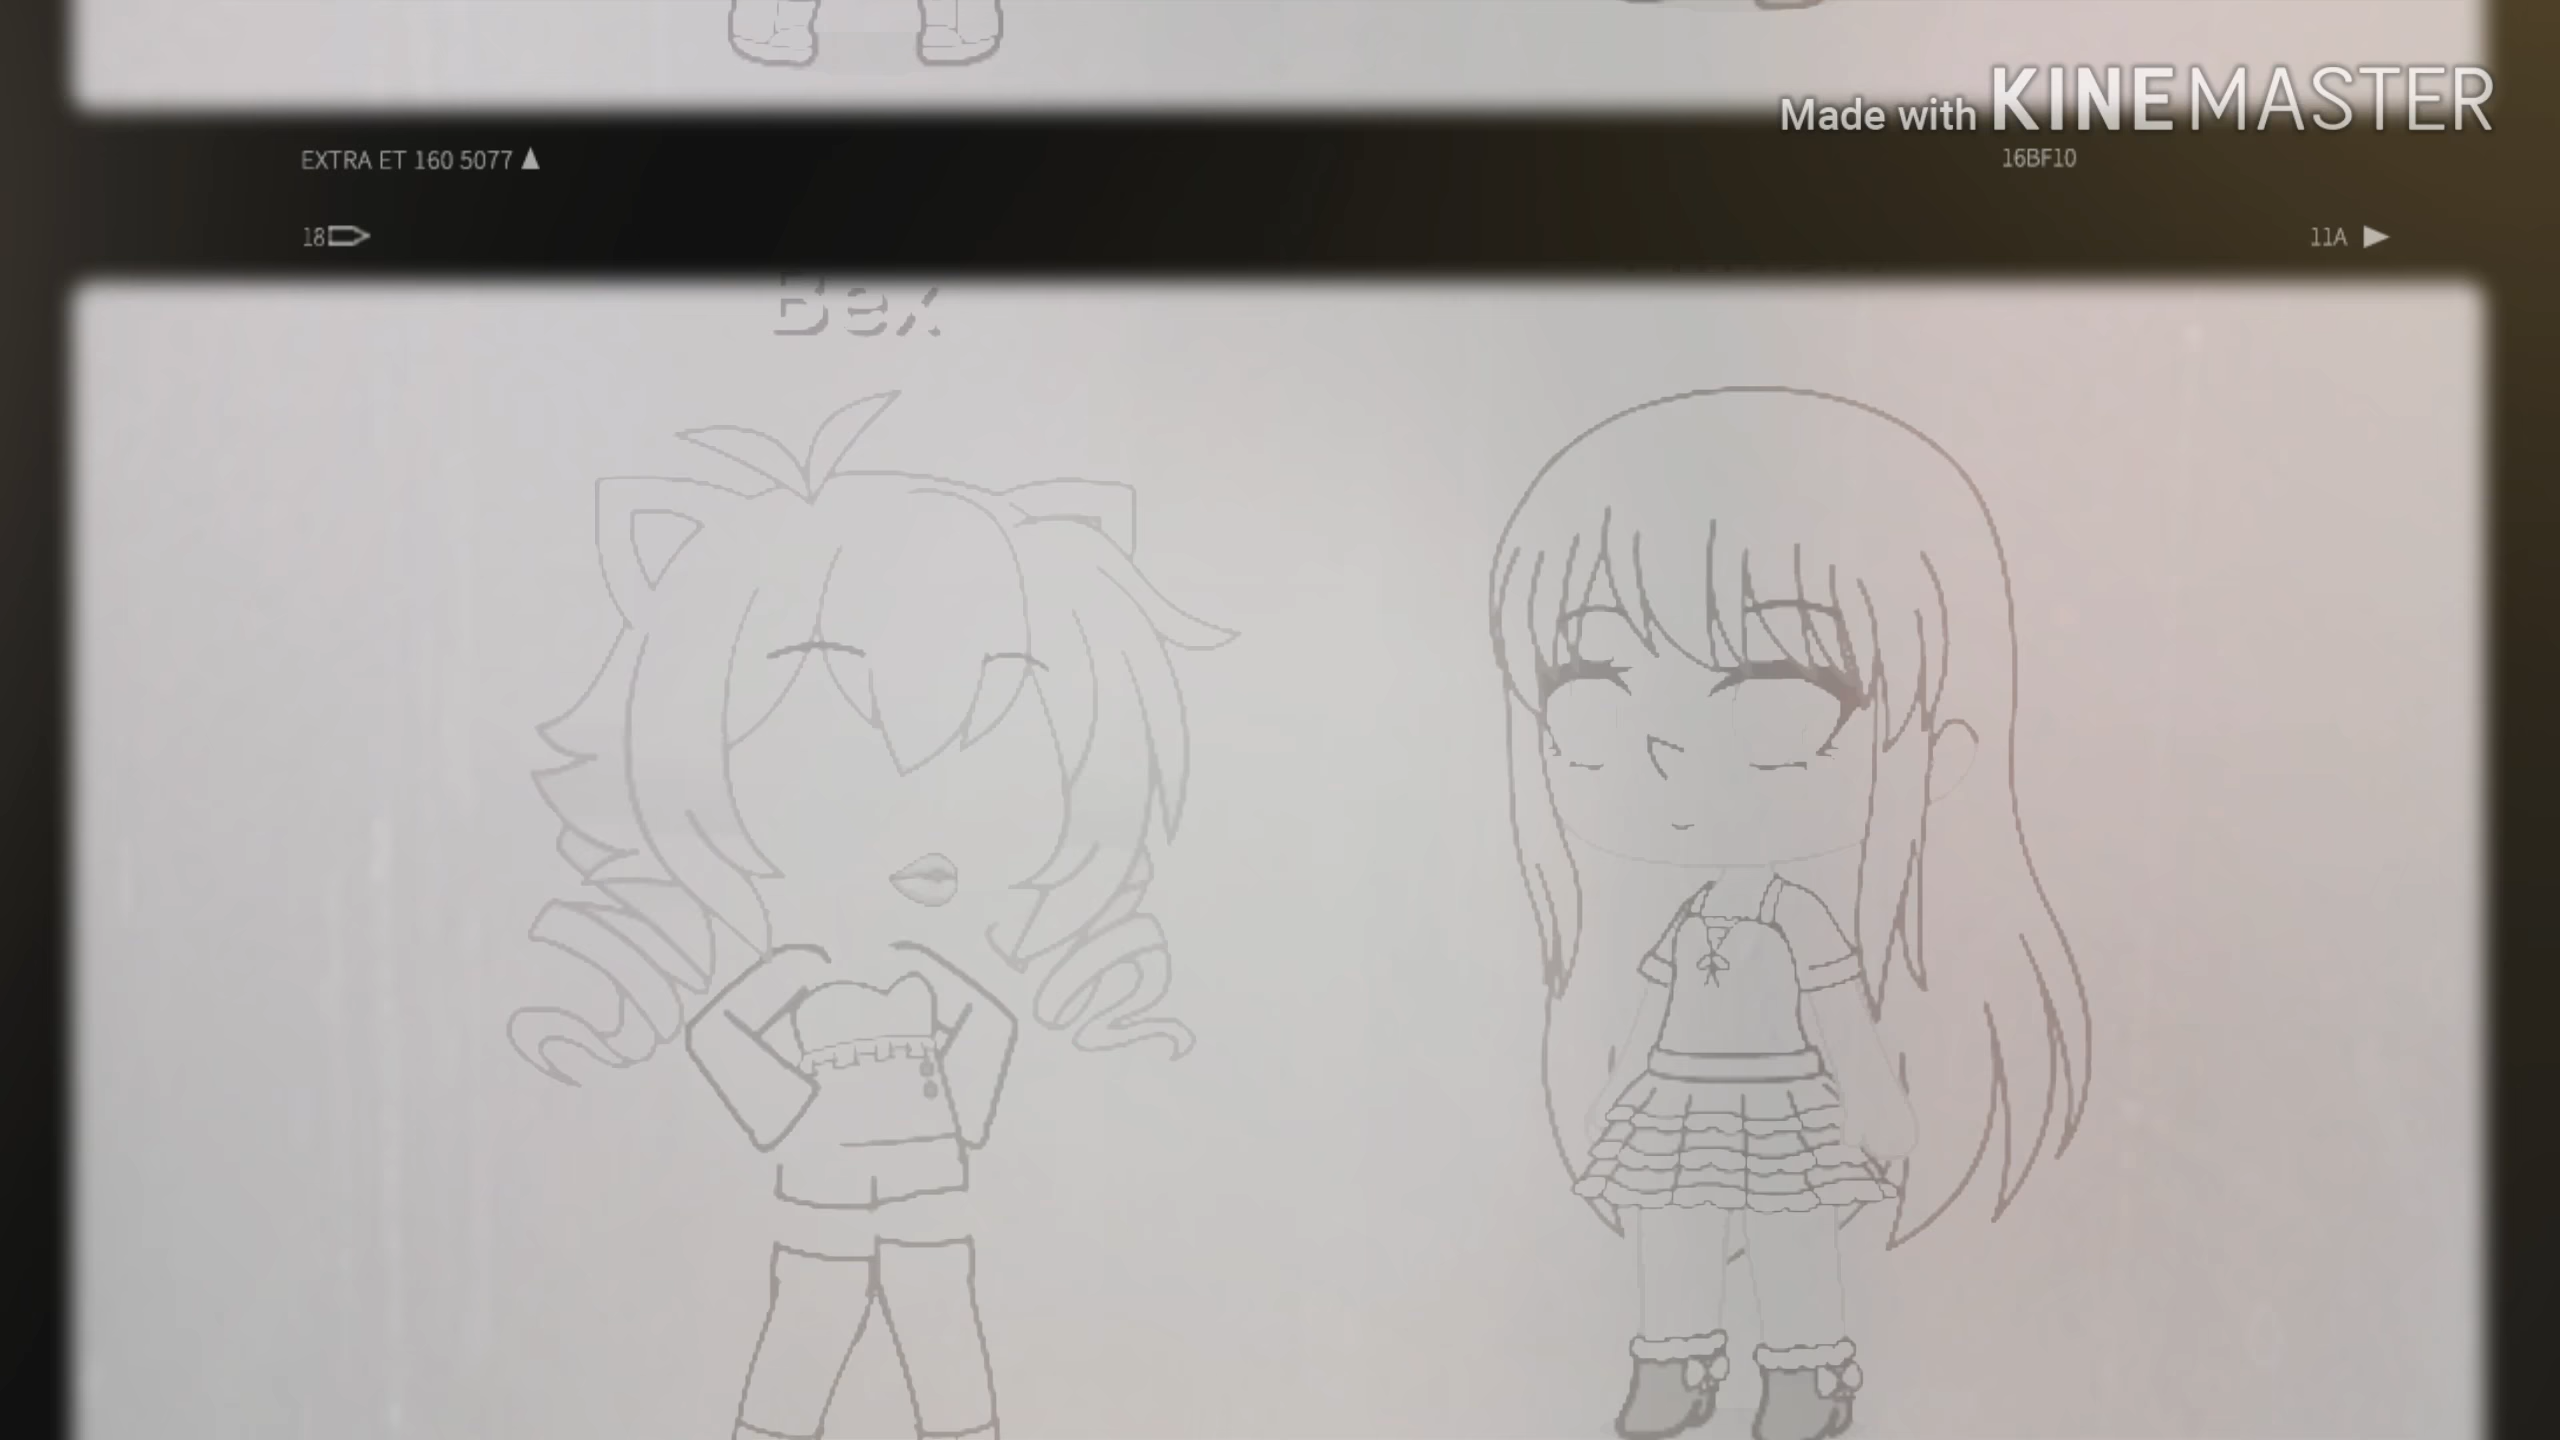 Made with KINEMASTER
EXTRA ET 160 5077 ▲
16BF10
18
11A ▶
Bex